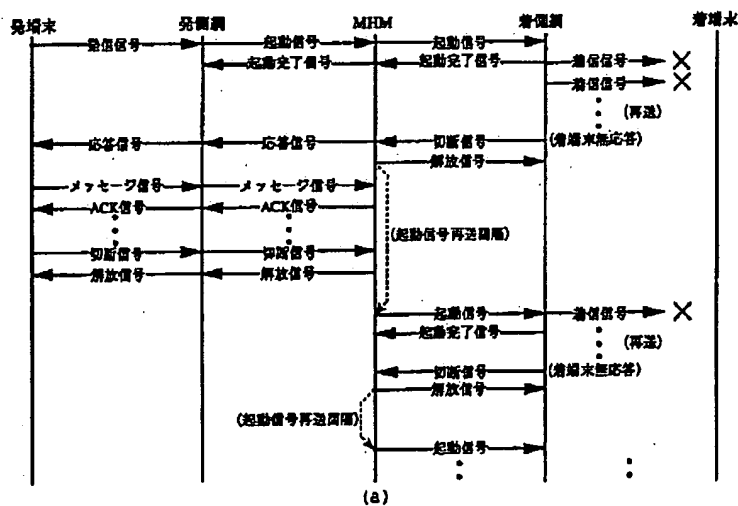 発端末 発側網 MHM 着側網 着端末
発信信号 起動信号 起動信号
起動完了信号 起動完了信号 着信信号
着信信号
(再送)
応答信号 応答信号 切断信号 (着端末無応答)
解放信号
メッセージ信号 メッセージ信号
ACK信号 ACK信号
(起動信号再送間隔)
切断信号 切断信号
解放信号 解放信号
起動信号 着信信号
起動完了信号
(再送)
切断信号 (着端末無応答)
解放信号
(起動信号再送間隔)
起動信号
(a)